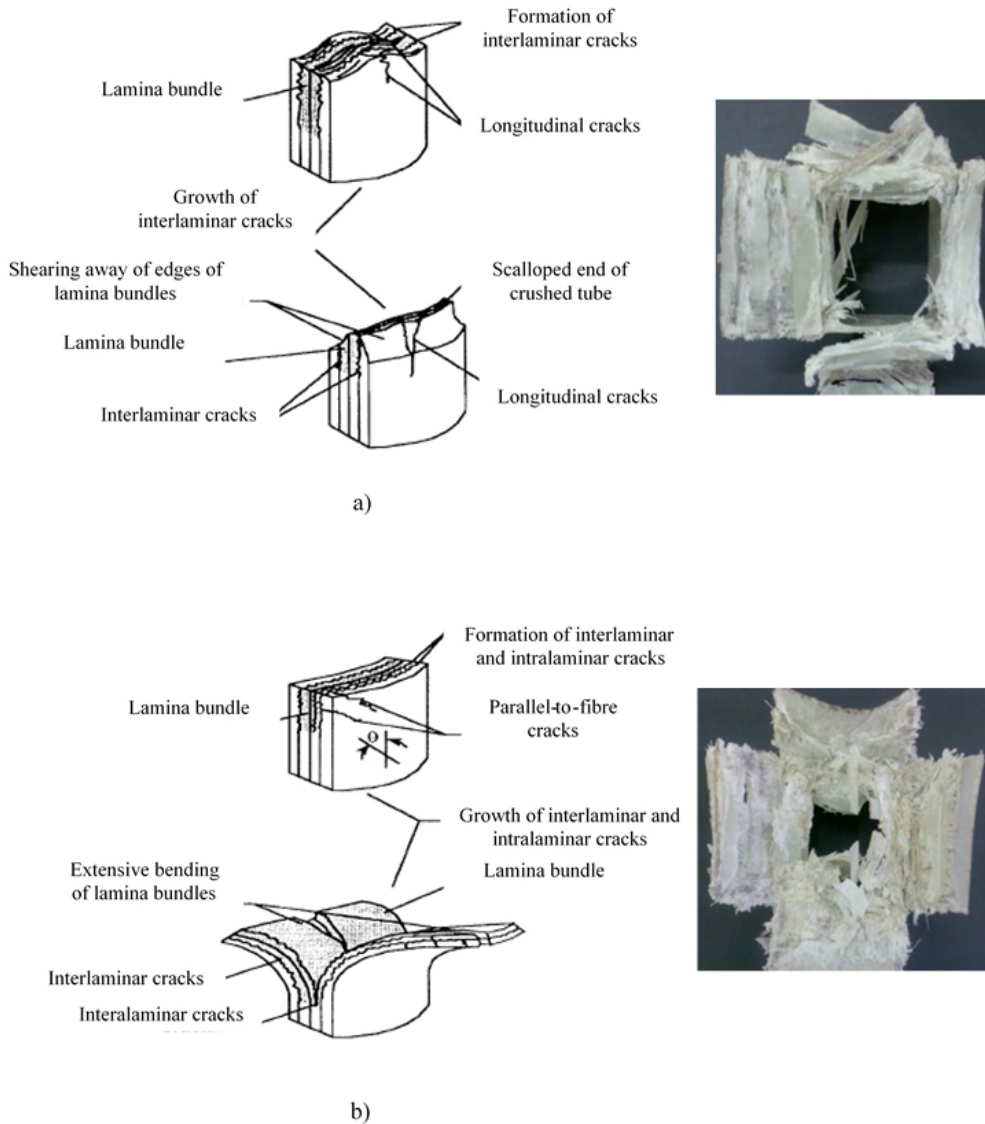 a)
Formation of
interlaminar cracks
Lamina bundle
Longitudinal cracks
Growth of
interlaminar cracks
Shearing away of edges of
lamina bundles
Scalloped end of
crushed tube
Lamina bundle
Interlaminar cracks
Longitudinal cracks
a)
Formation of interlaminar
and intralaminar cracks
Lamina bundle
Parallel-to-fibre
cracks
Θ
Growth of interlaminar and
intralaminar cracks
Extensive bending
of lamina bundles
Lamina bundle
Interlaminar cracks
Interalaminar cracks
b)